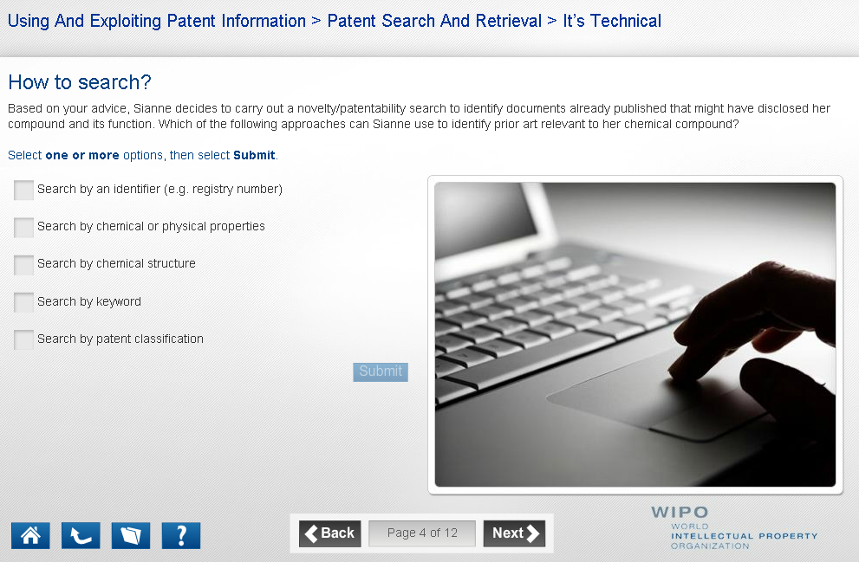 Using And Exploiting Patent Information > Patent Search And Retrieval > It's Technical
How to search?
Based on your advice, Sianne decides to carry out a novelty/patentability search to identify documents already published that might have disclosed her
compound and its function. Which of the following approaches can Sianne use to identify prior art relevant to her chemical compound?
Select one or more options, then select Submit.
Search by an identifier (e.g. registry number)
Search by chemical or physical properties
Search by chemical structure
Search by keyword
Search by patent classification
Submit
?
Back
Page 4 of 12
Next
WIPO
WORLD
INTELLECTUAL PROPERTY
ORGANIZATION